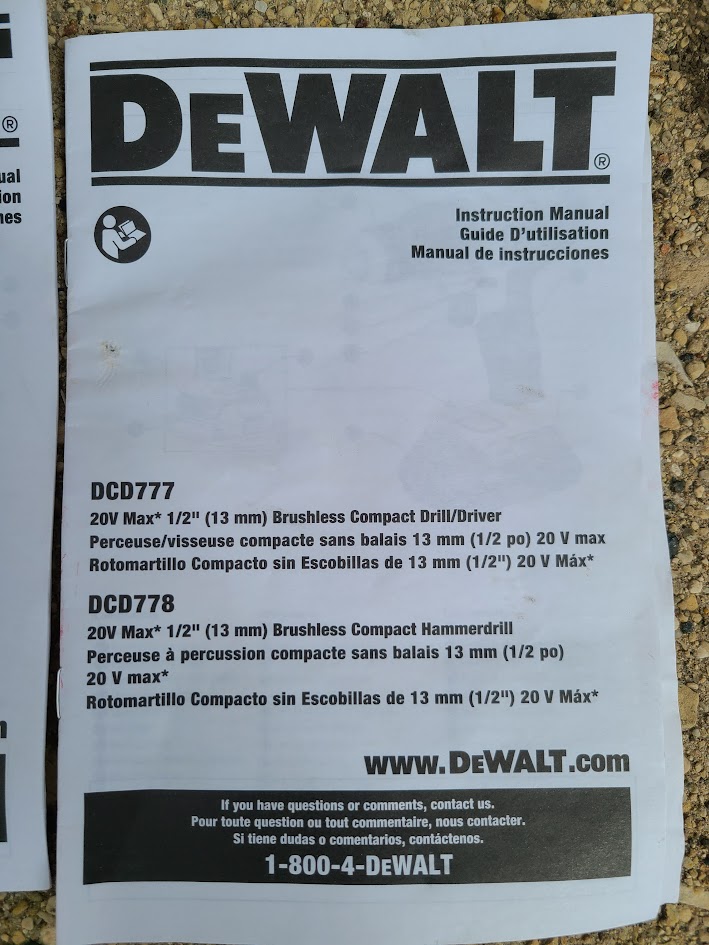 DEWALT®
Instruction Manual
Guide D'utilisation
Manual de instrucciones
DCD777
20V Max* 1/2" (13 mm) Brushless Compact Drill/Driver
Perceuse/visseuse compacte sans balais 13 mm (1/2 po) 20 V max
Rotomartillo Compacto sin Escobillas de 13 mm (1/2") 20 V Máx*
DCD778
20V Max* 1/2" (13 mm) Brushless Compact Hammerdrill
Perceuse à percussion compacte sans balais 13 mm (1/2 po)
20 V max*
Rotomartillo Compacto sin Escobillas de 13 mm (1/2") 20 V Máx*
www.DEWALT.com
If you have questions or comments, contact us.
Pour toute question ou tout commentaire, nous contacter.
Si tiene dudas o comentarios, contáctenos.
1-800-4-DEWALT